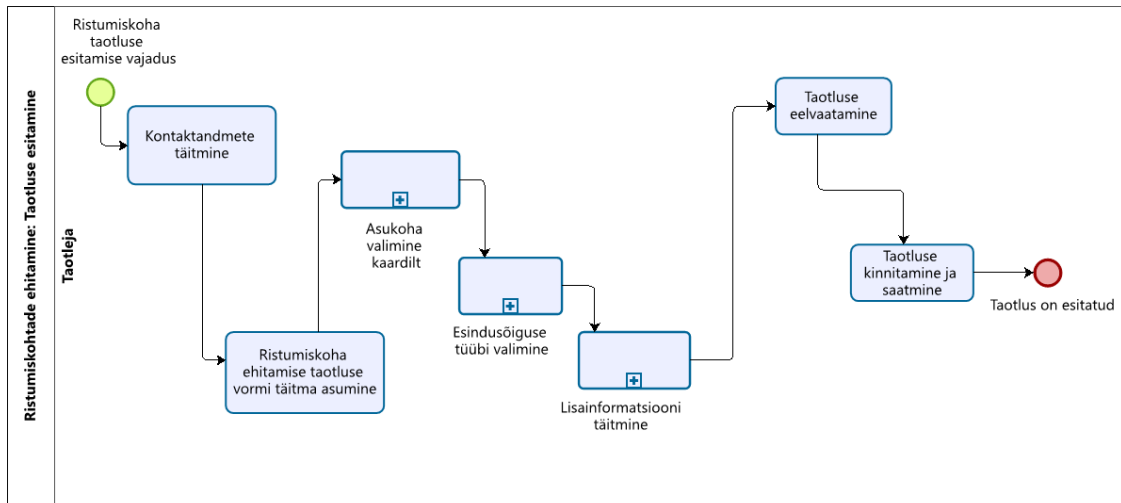 Ristumiskohtade ehitamine: Taotluse esitamine
Taotleja
Ristumiskoha
taotluse
esitamise vajadus
Kontaktandmete
täitmine
Ristumiskoha
ehitamise taotluse
vormi täitma asumine
Asukoha
valimine
kaardilt
Esindusõiguse
tüübi valimine
Lisainformatsiooni
täitmine
Taotluse
eelvaatamine
Taotluse
kinnitamine ja
saatmine
Taotlus on esitatud